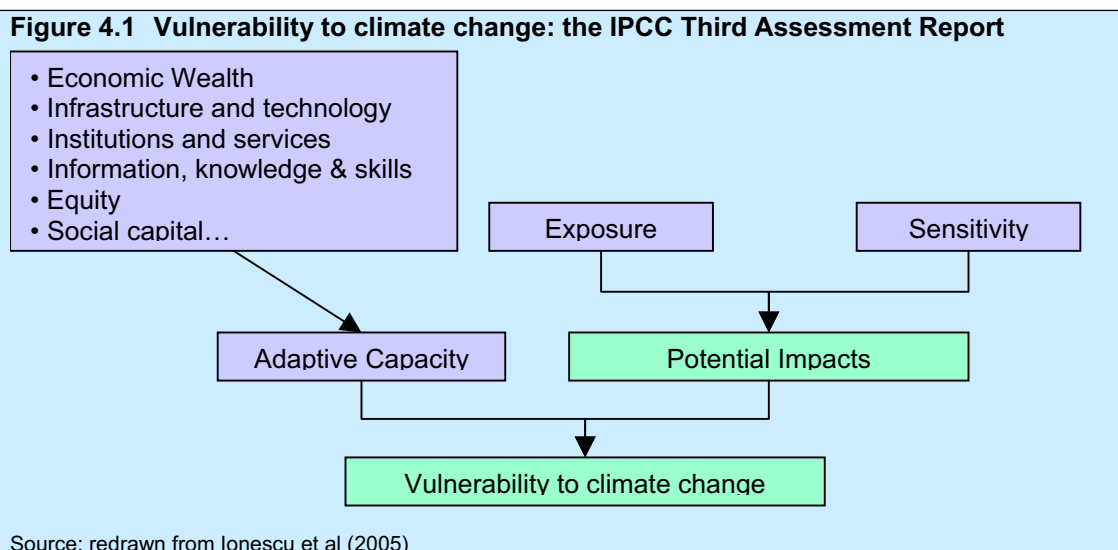 Figure 4.1 Vulnerability to climate change: the IPCC Third Assessment Report
• Economic Wealth
• Infrastructure and technology
• Institutions and services
• Information, knowledge & skills
• Equity
• Social capital…
Exposure
Sensitivity
Adaptive Capacity
Potential Impacts
Vulnerability to climate change
Source: redrawn from Ionescu et al (2005)